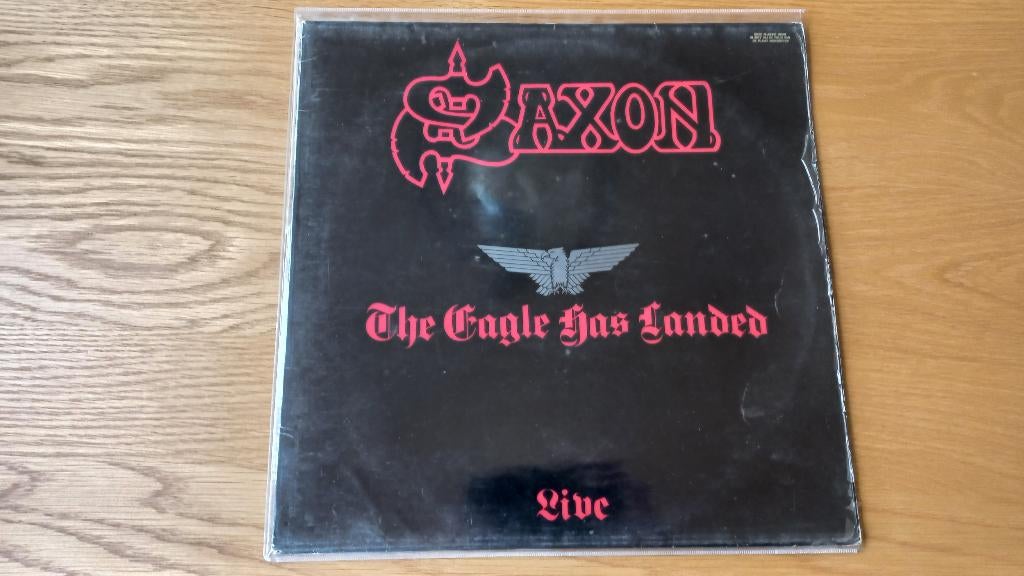 SAXON
The Eagle Has Landed
Live